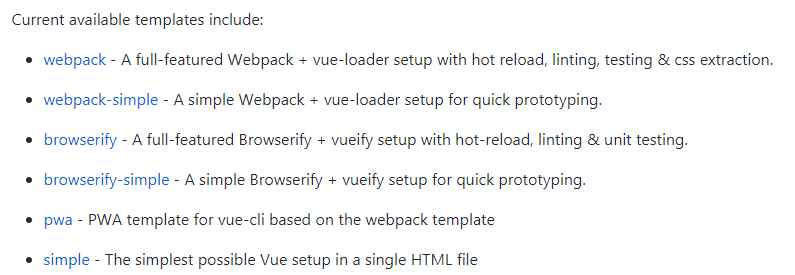 Current available templates include:
• webpack - A full-featured Webpack + vue-loader setup with hot reload, linting, testing & css extraction.
• webpack-simple - A simple Webpack + vue-loader setup for quick prototyping.
• browserify - A full-featured Browserify + vueify setup with hot-reload, linting & unit testing.
• browserify-simple - A simple Browserify + vueify setup for quick prototyping.
• pwa - PWA template for vue-cli based on the webpack template
• simple - The simplest possible Vue setup in a single HTML file